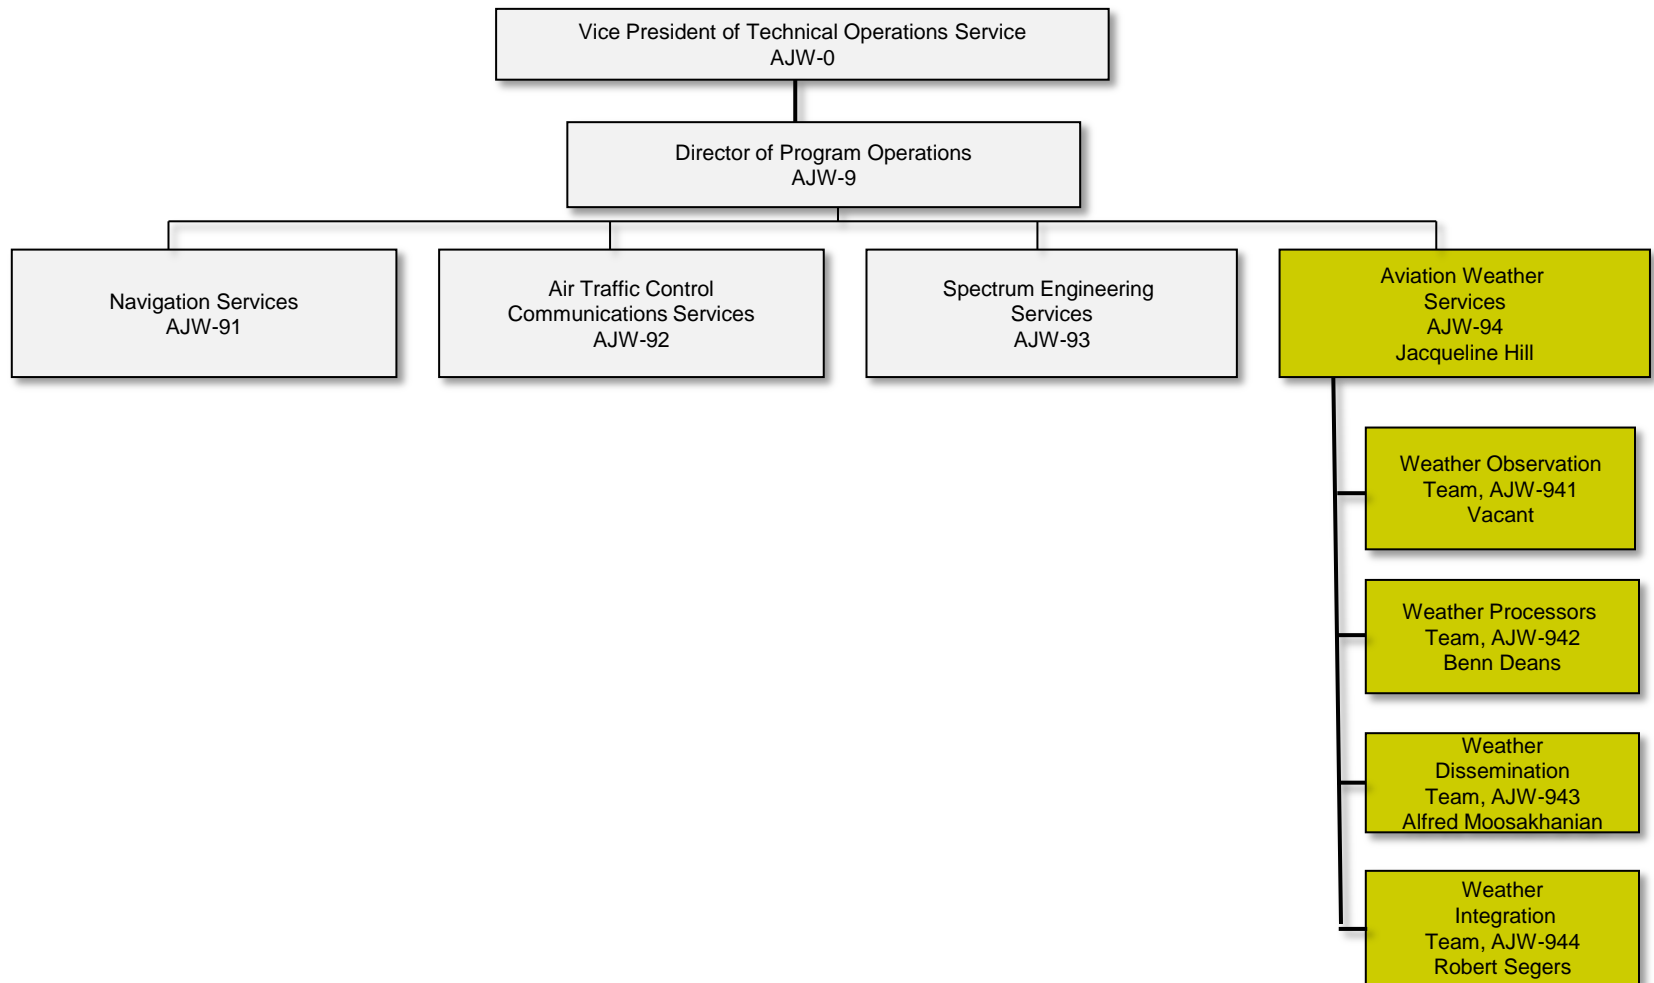 Vice President of Technical Operations Service
AJW-0
Director of Program Operations
AJW-9
Navigation Services
AJW-91
Air Traffic Control
Communications Services
AJW-92
Spectrum Engineering
Services
AJW-93
Aviation Weather
Services
AJW-94
Jacqueline Hill
Weather Observation
Team, AJW-941
Vacant
Weather Processors
Team, AJW-942
Benn Deans
Weather
Dissemination
Team, AJW-943
Alfred Moosakhanian
Weather
Integration
Team, AJW-944
Robert Segers